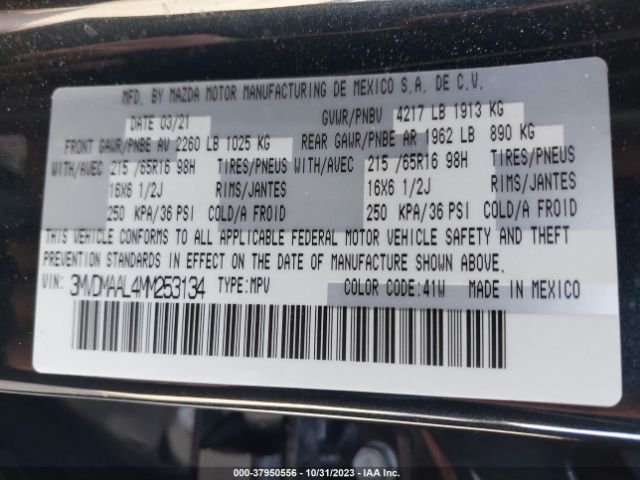 MFD. BY MAZDA MOTOR MANUFACTURING DE MEXICO S.A. DE C.V.
DATE 03/21 GVWR/PNBV 4217 LB 1913 KG
FRONT GAWR/PNBE AV 2260 LB 1025 KG REAR GAWR/PNBE AR 1962 LB 890 KG
WITH/AVEC 215 /65R16 98H TIRES/PNEUS WITH/AVEC 215 /65R16 98H TIRES/PNEUS
16X6 1/2J RIMS/JANTES 16X6 1/2J RIMS/JANTES
250 KPA/36 PSI COLD/A FROID 250 KPA/36 PSI COLD/A FROID
THIS VEHICLE CONFORMS TO ALL APPLICABLE FEDERAL MOTOR VEHICLE SAFETY AND THEFT
PREVENTION STANDARDS IN EFFECT ON THE DATE OF MANUFACTURE SHOWN ABOVE.
VIN: 3MVDMAAL4MM253134 TYPE:MPV COLOR CODE:41W MADE IN MEXICO
000-37950556 - 10/31/2023 - IAA Inc.